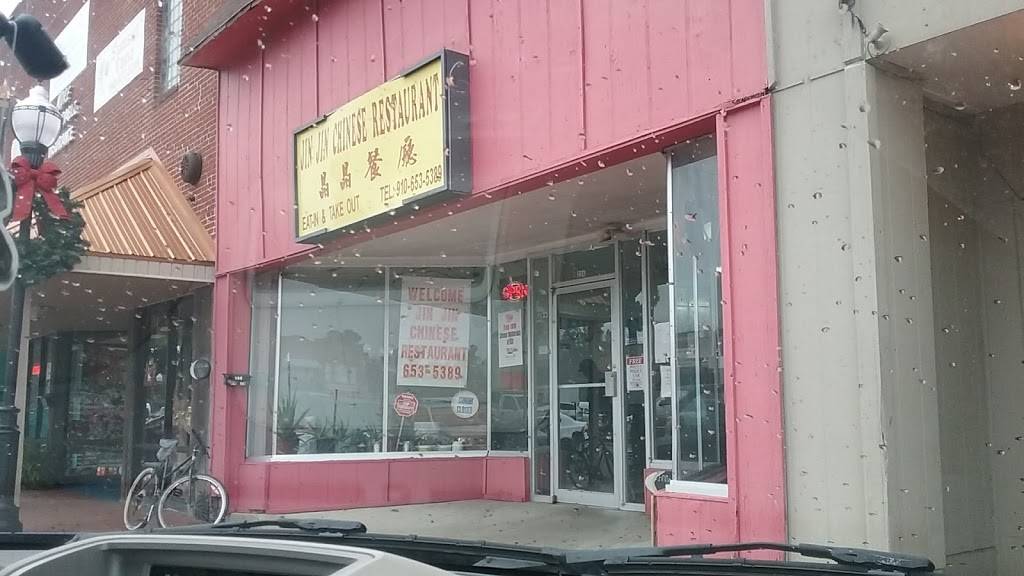 JIN JIN CHINESE RESTAURANT
晶晶餐廳
EAT-IN & TAKE OUT
TEL: 910-653-5389
WELCOME
JIN JIN
CHINESE
RESTAURANT
653-5389
OPEN
SUNDAY
CLOSED
FREE